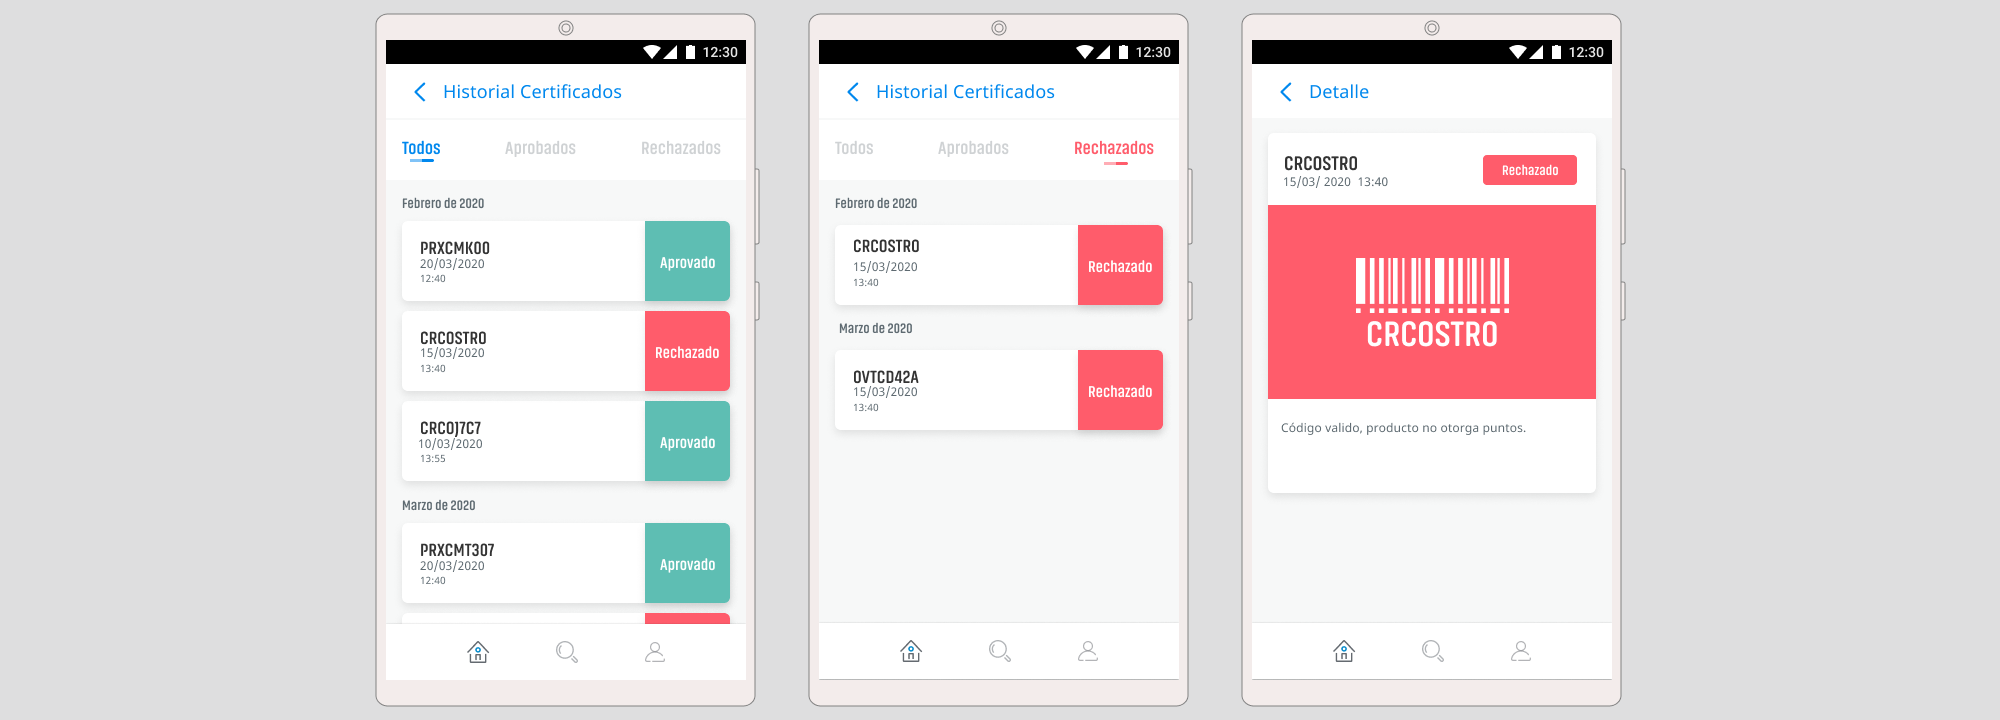 12:30
Historial Certificados
Todos Aprobados Rechazados
Febrero de 2020
PRXCMK00
20/03/2020
12:40
Aprovado
CRCOSTRO
15/03/2020
13:40
Rechazado
CRCOJ7C7
10/03/2020
13:55
Aprovado
Marzo de 2020
PRXCMT307
20/03/2020
12:40
Aprovado
12:30
Historial Certificados
Todos Aprobados Rechazados
Febrero de 2020
CRCOSTRO
15/03/2020
13:40
Rechazado
Marzo de 2020
OVTCD42A
15/03/2020
13:40
Rechazado
12:30
Detalle
CRCOSTRO
15/03/ 2020 13:40
Rechazado
CRCOSTRO
Código valido, producto no otorga puntos.